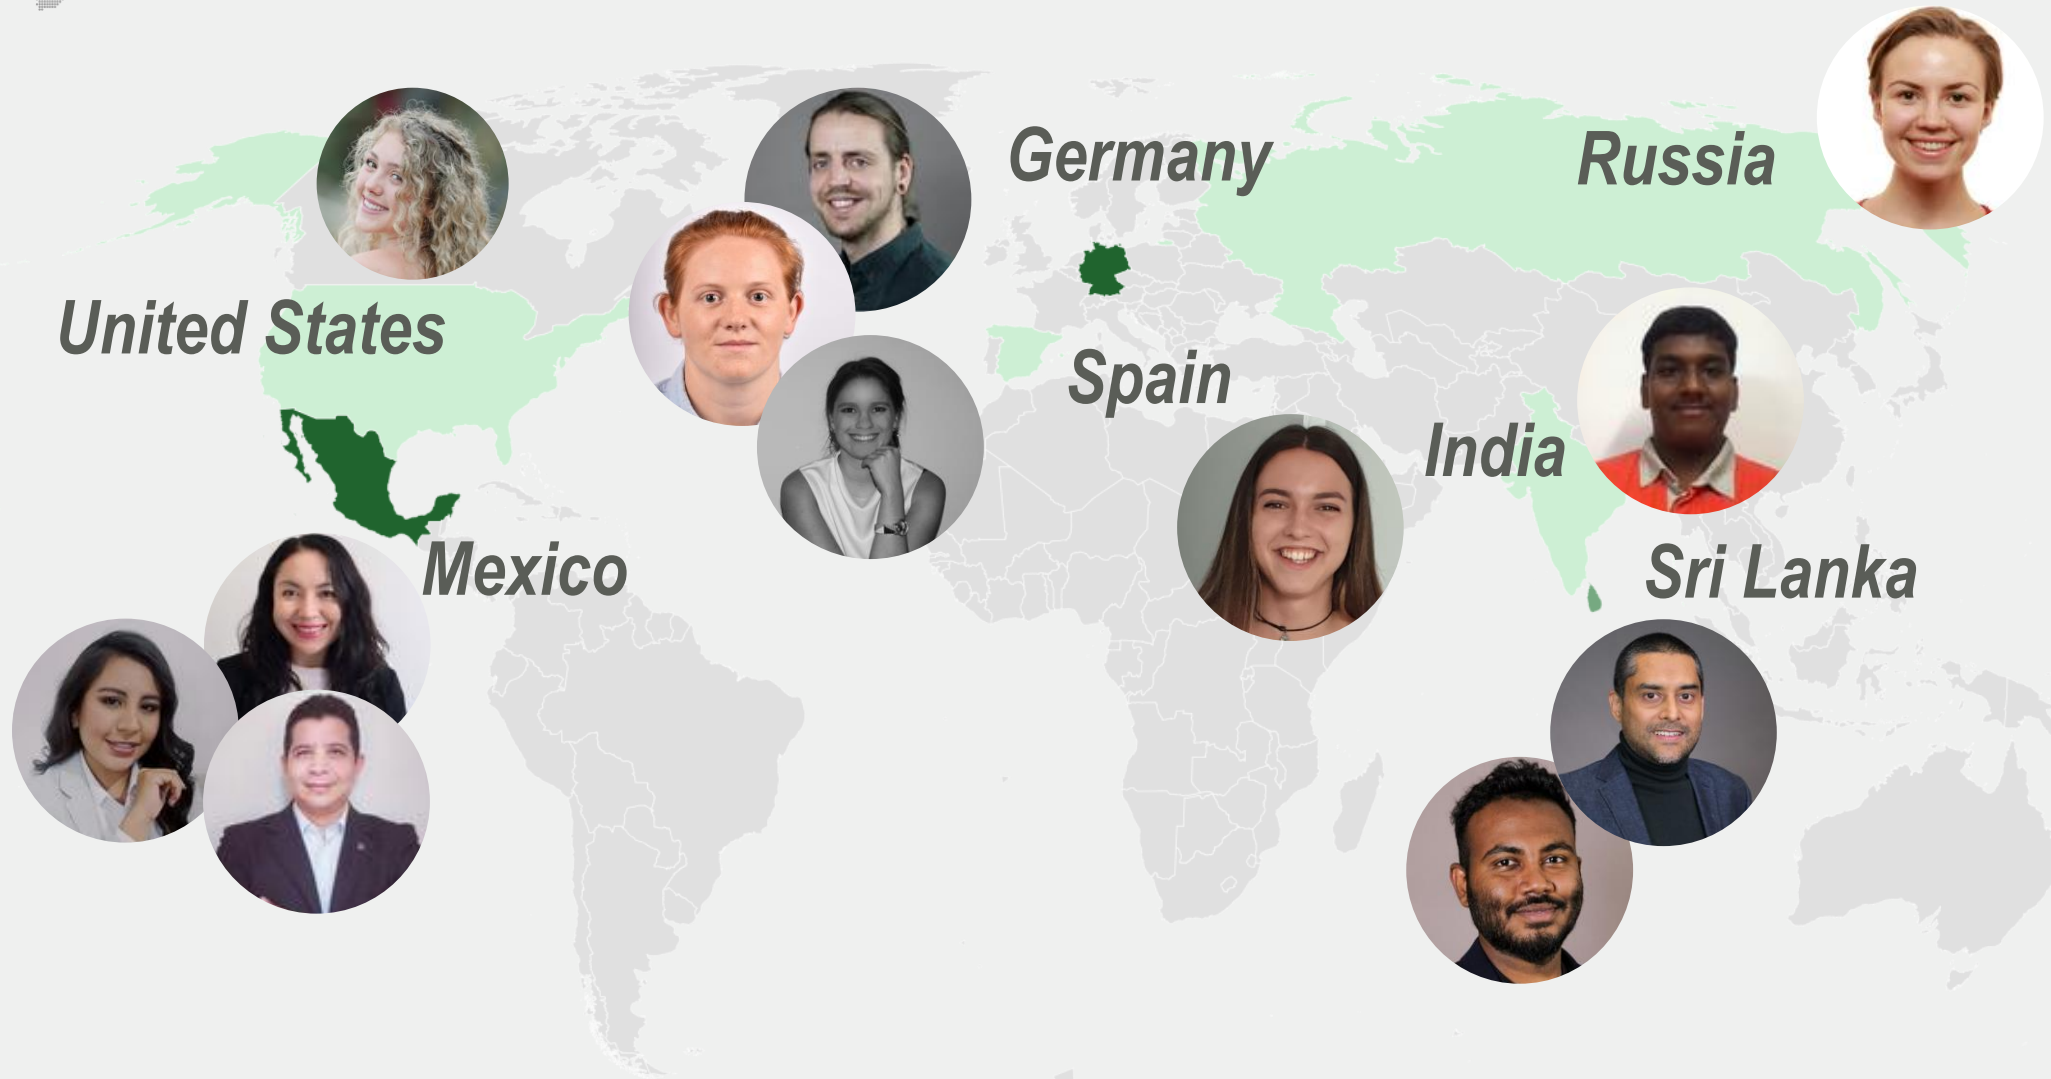 Germany
Russia
United States
Spain
India
Mexico
Sri Lanka